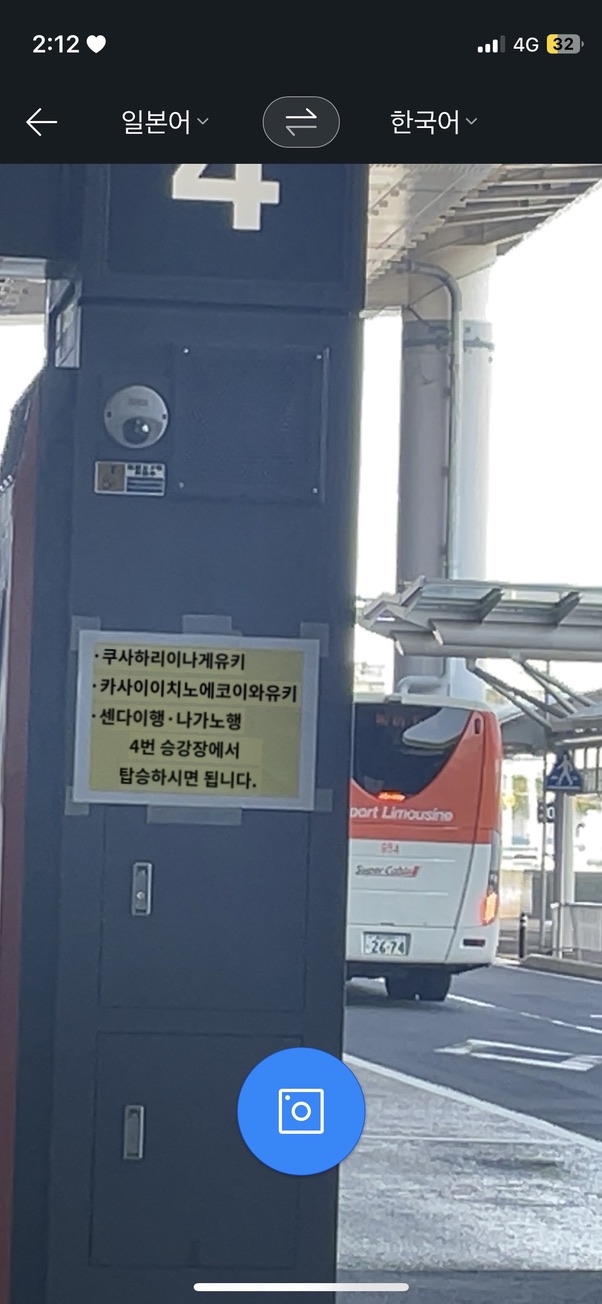 2:12
4G
32
일본어
한국어
4
·쿠사하리이나게유키
·카사이이치노에코이와유키
·센다이행·나가노행
4번 승강장에서
탑승하시면 됩니다.
port Limousine
984
Super Cabin
26-74